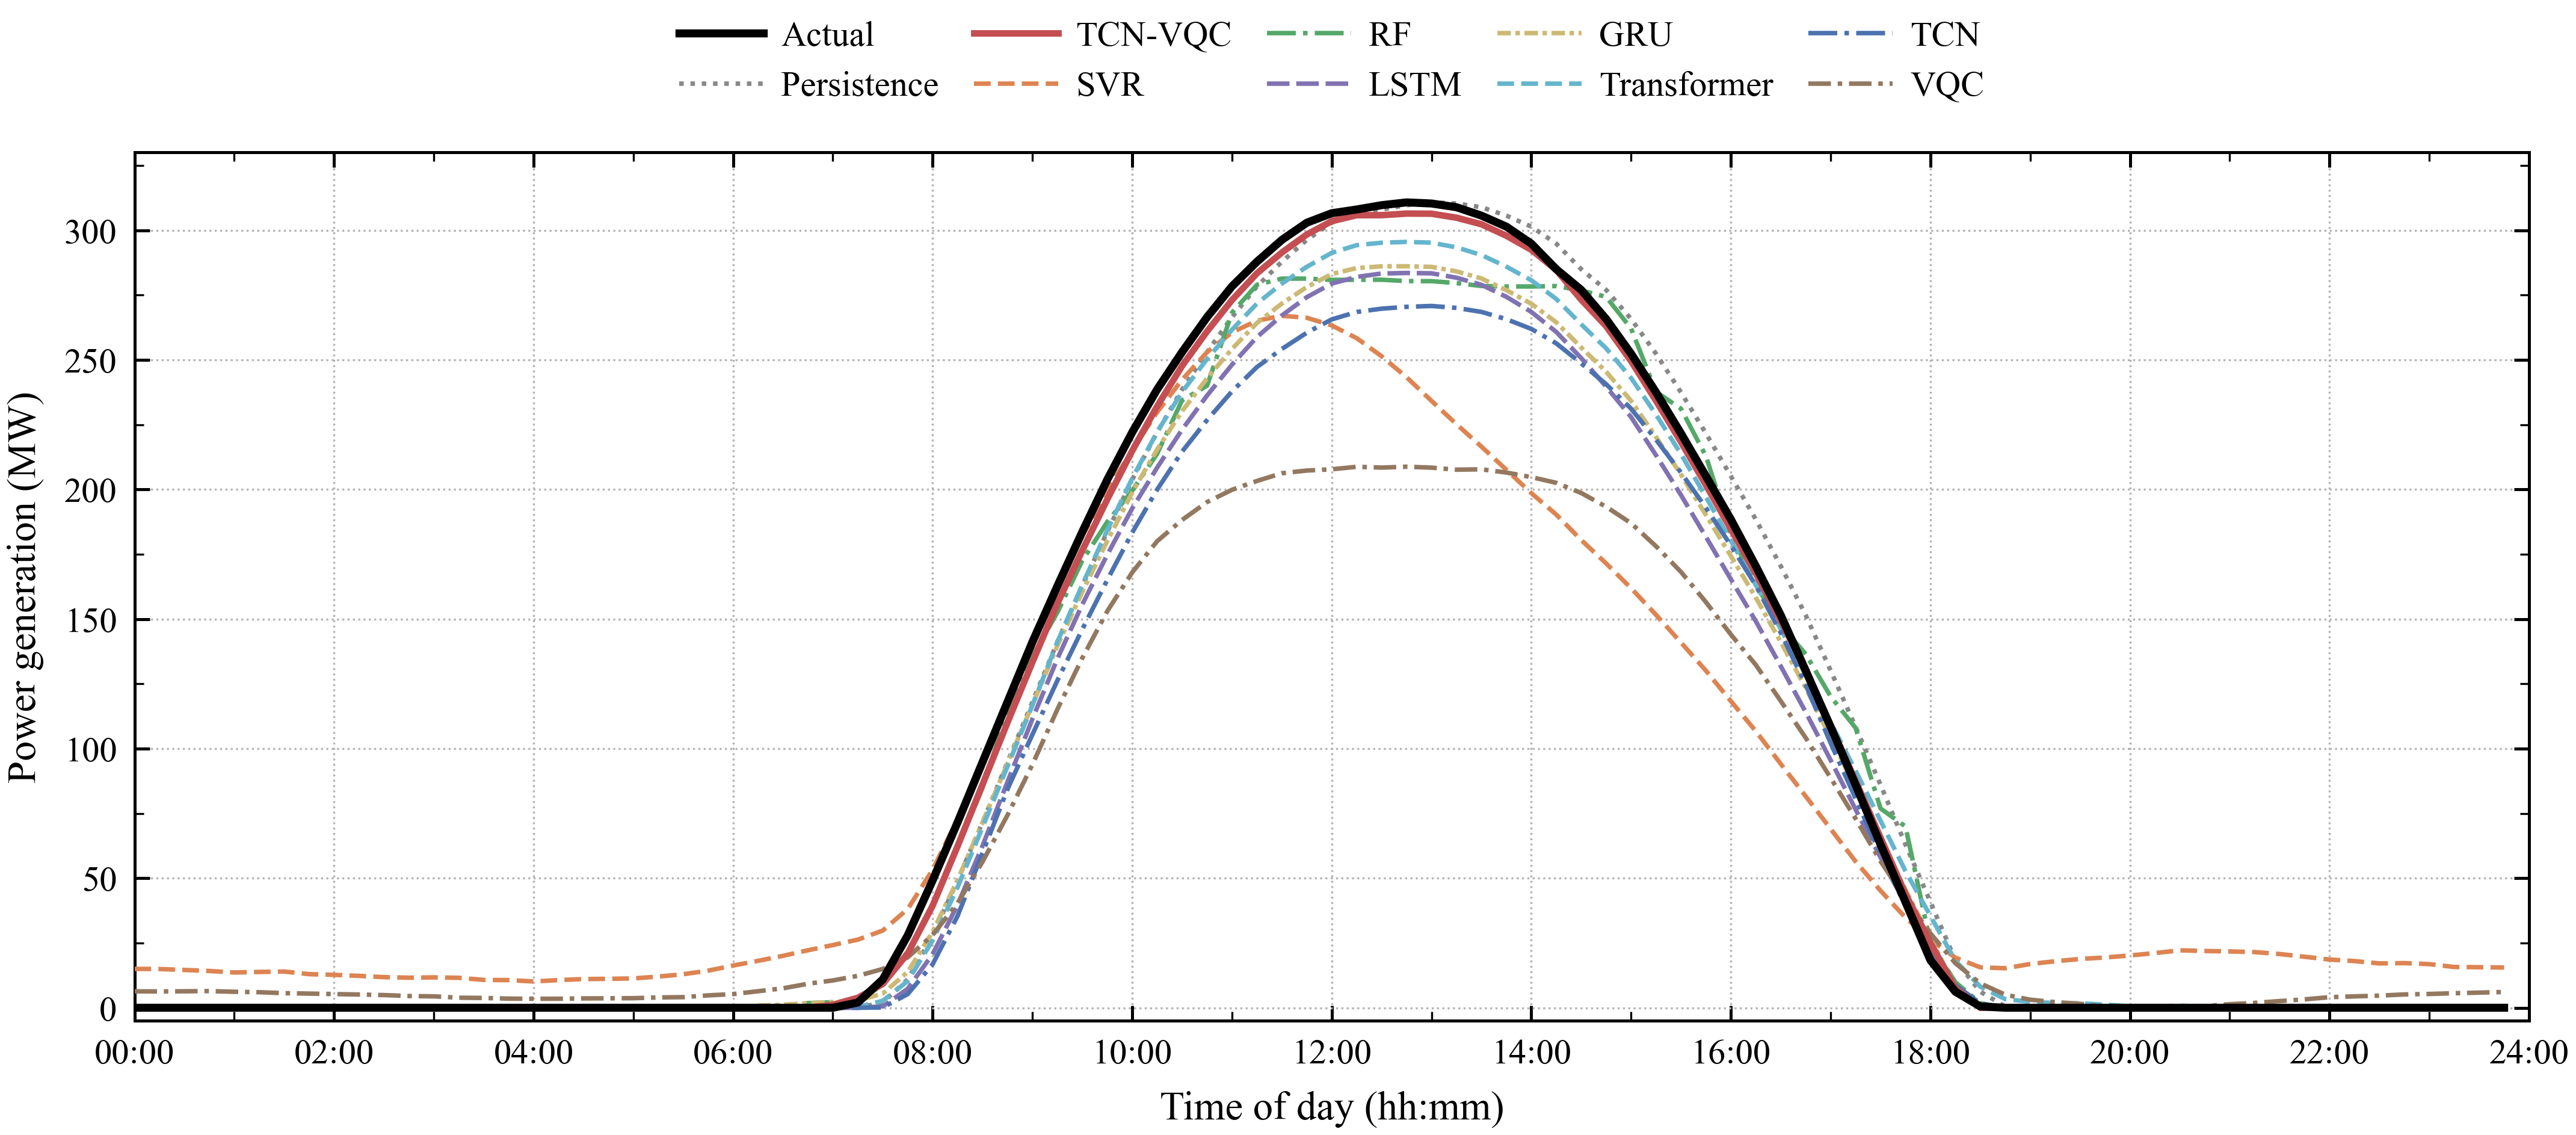 Actual TCN-VQC RF GRU TCN
Persistence SVR LSTM Transformer VQC
Power generation (MW)
300
250
200
150
100
50
0
00:00 02:00 04:00 06:00 08:00 10:00 12:00 14:00 16:00 18:00 20:00 22:00 24:00
Time of day (hh:mm)